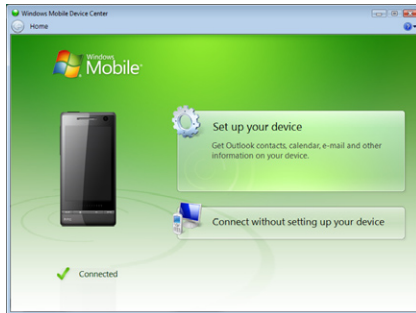 Windows Mobile Device Center
Home
Windows
Mobile
Set up your device
Get Outlook contacts, calendar, e-mail and other
information on your device.
Connect without setting up your device
Connected